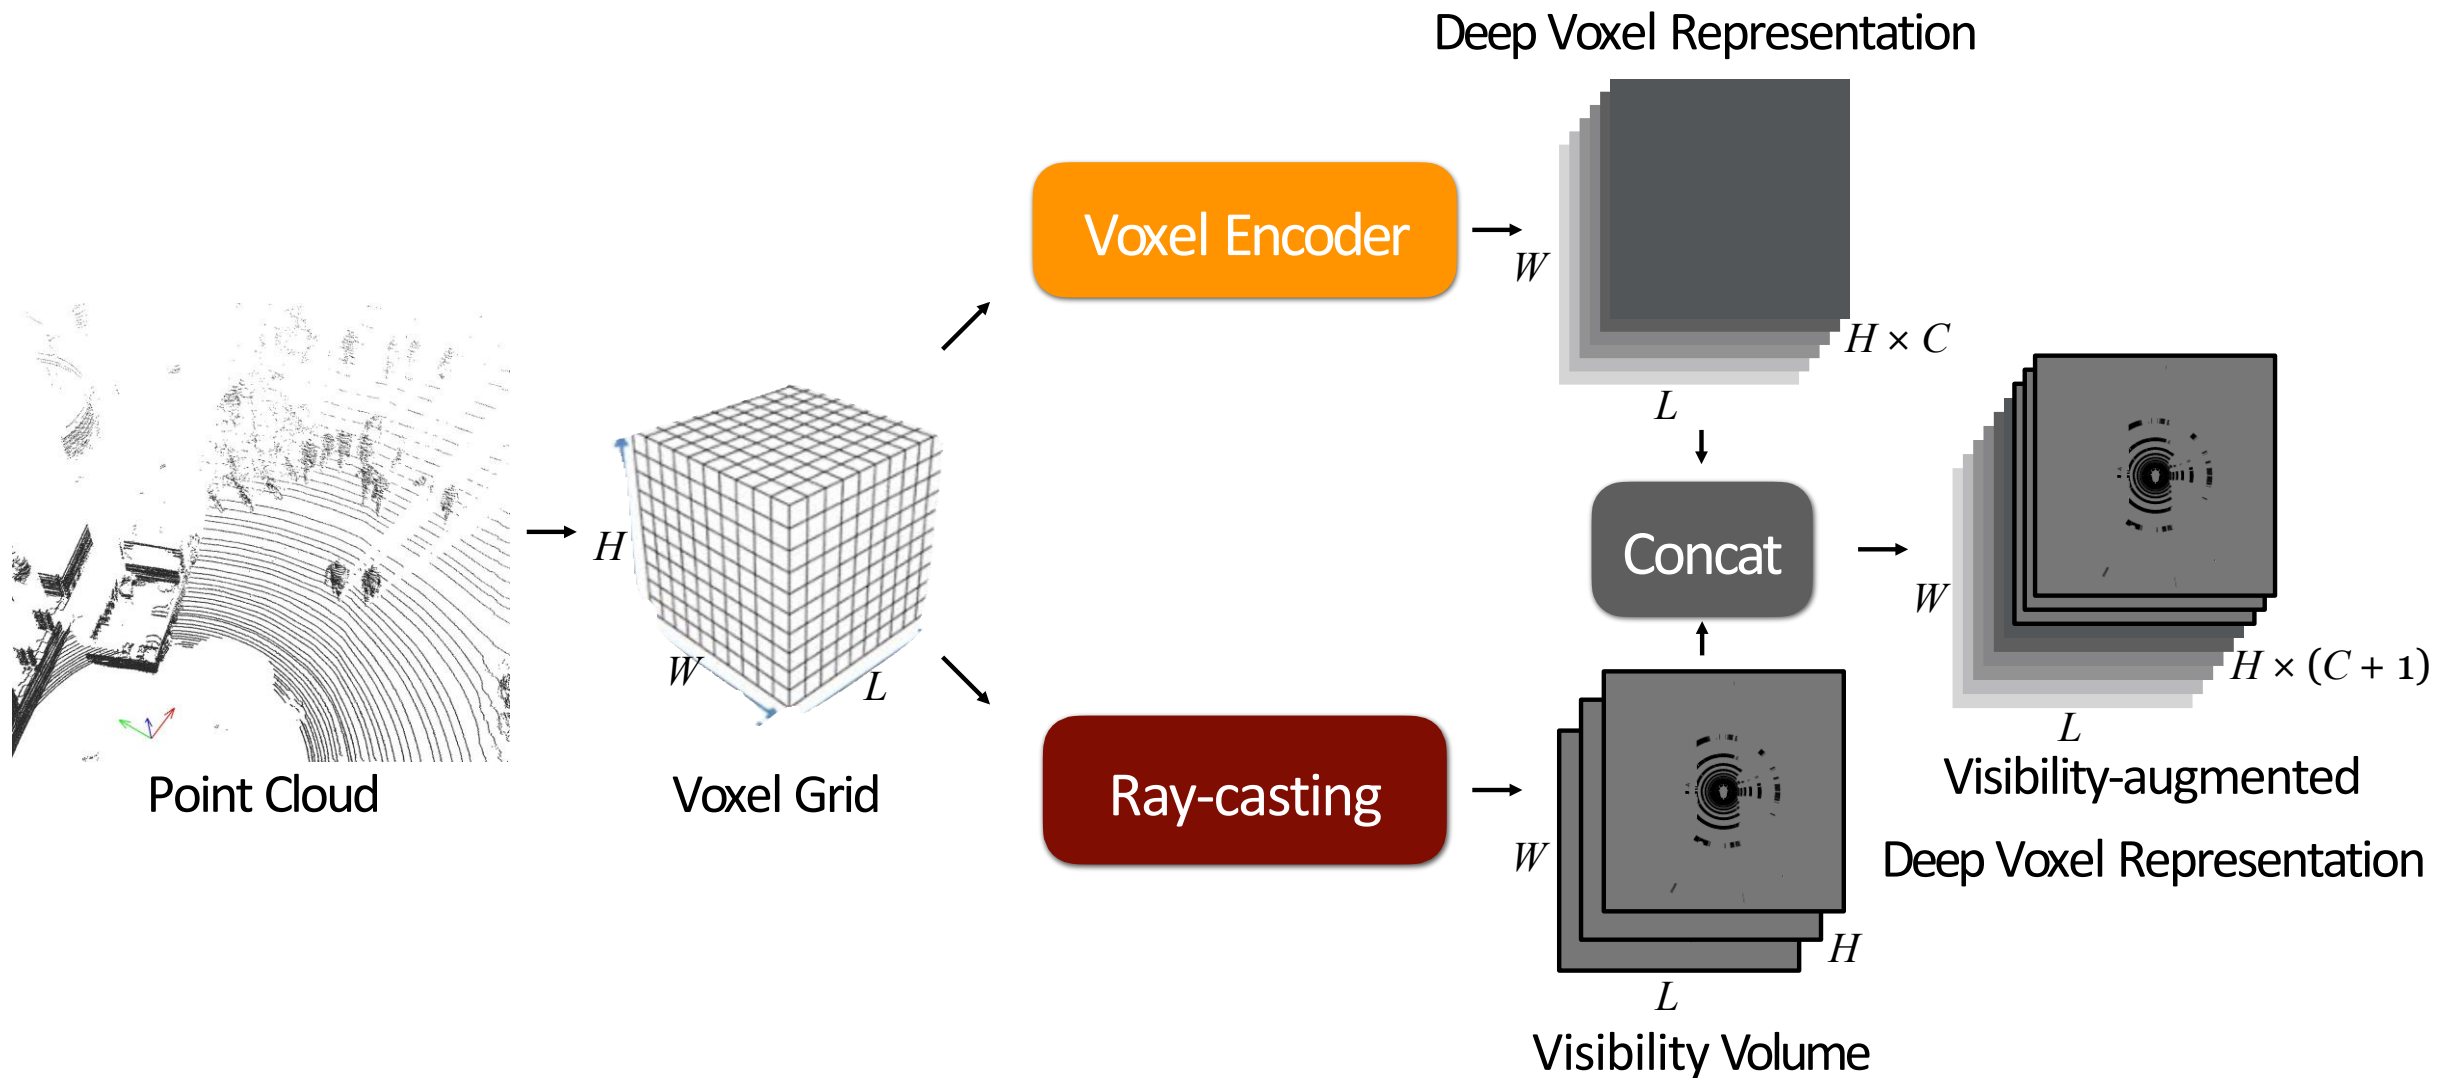 Deep Voxel Representation
Voxel Encoder
W
H × C
L
H
W
L
Concat
W
H × (C + 1)
L
Point Cloud
Voxel Grid
Ray-casting
W
H
L
Visibility Volume
Visibility-augmented
Deep Voxel Representation